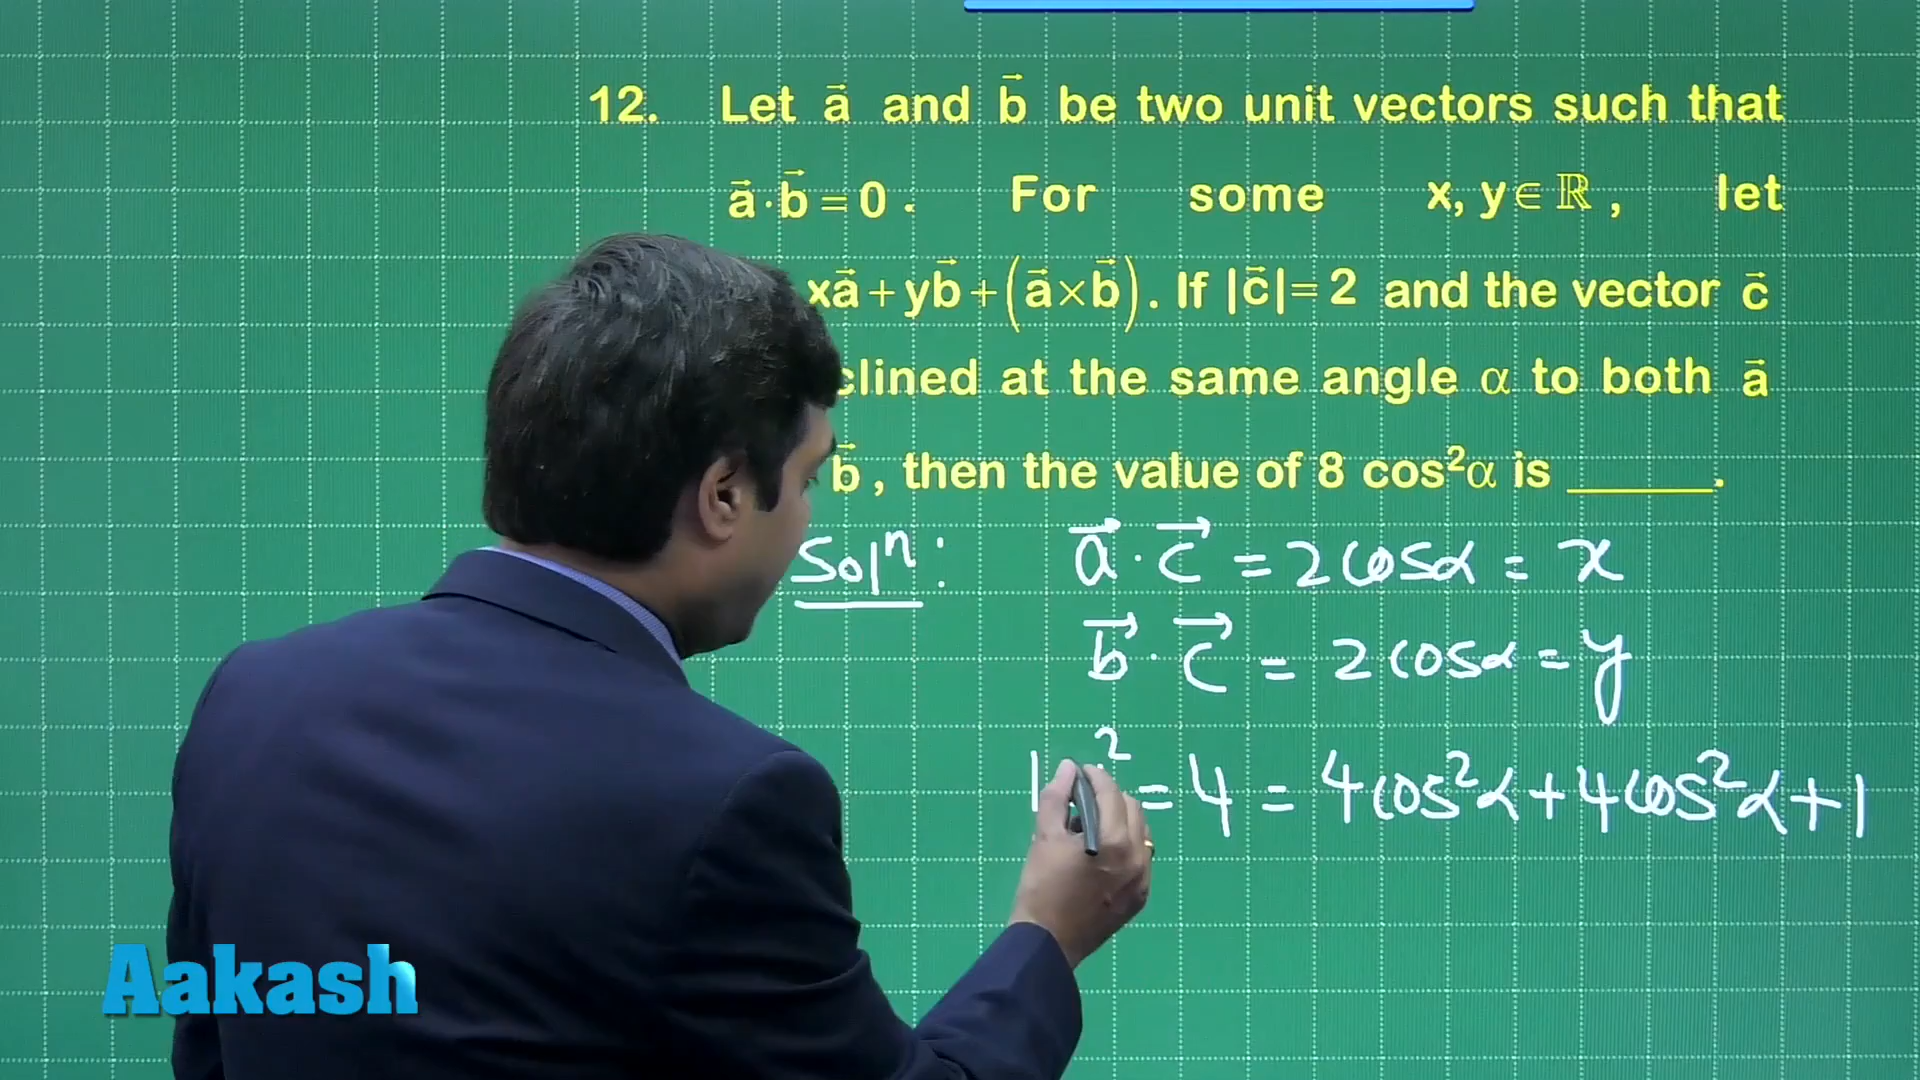 12. Let a⃗ and b⃗ be two unit vectors such that
a⃗·b⃗ = 0. For some x, y ∈ ℝ, let
xa⃗ + yb⃗ + (a⃗ × b⃗). If |c⃗| = 2 and the vector c⃗
clined at the same angle α to both a⃗
b⃗, then the value of 8 cos²α is ______.
Solⁿ: a⃗ · c⃗ = 2cosα = x
b⃗ · c⃗ = 2cosα = y
² = 4 = 4cos²α + 4cos²α + 1
Aakash